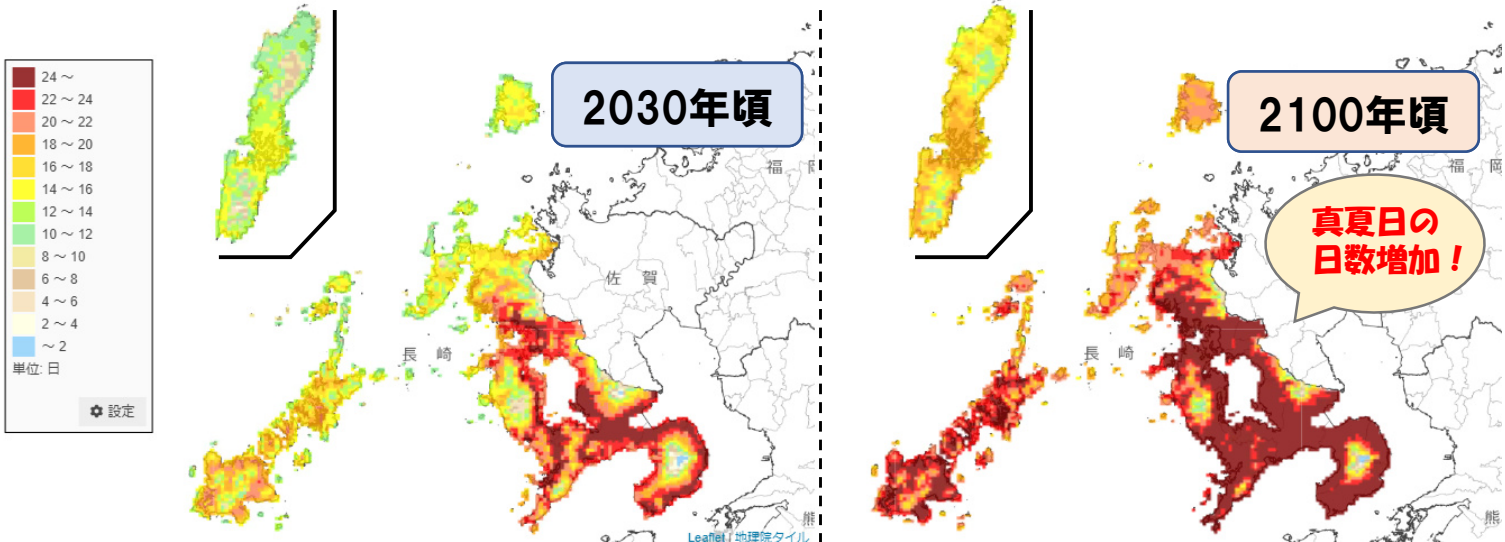 24 ～
22 ～ 24
20 ～ 22
18 ～ 20
16 ～ 18
14 ～ 16
12 ～ 14
10 ～ 12
8 ～ 10
6 ～ 8
4 ～ 6
2 ～ 4
～ 2
単位: 日
設定
2030年頃
福
佐 賀
長 崎
熊
Leaflet | 地理院タイル
2100年頃
福 岡
真夏日の
日数増加！
長 崎
熊